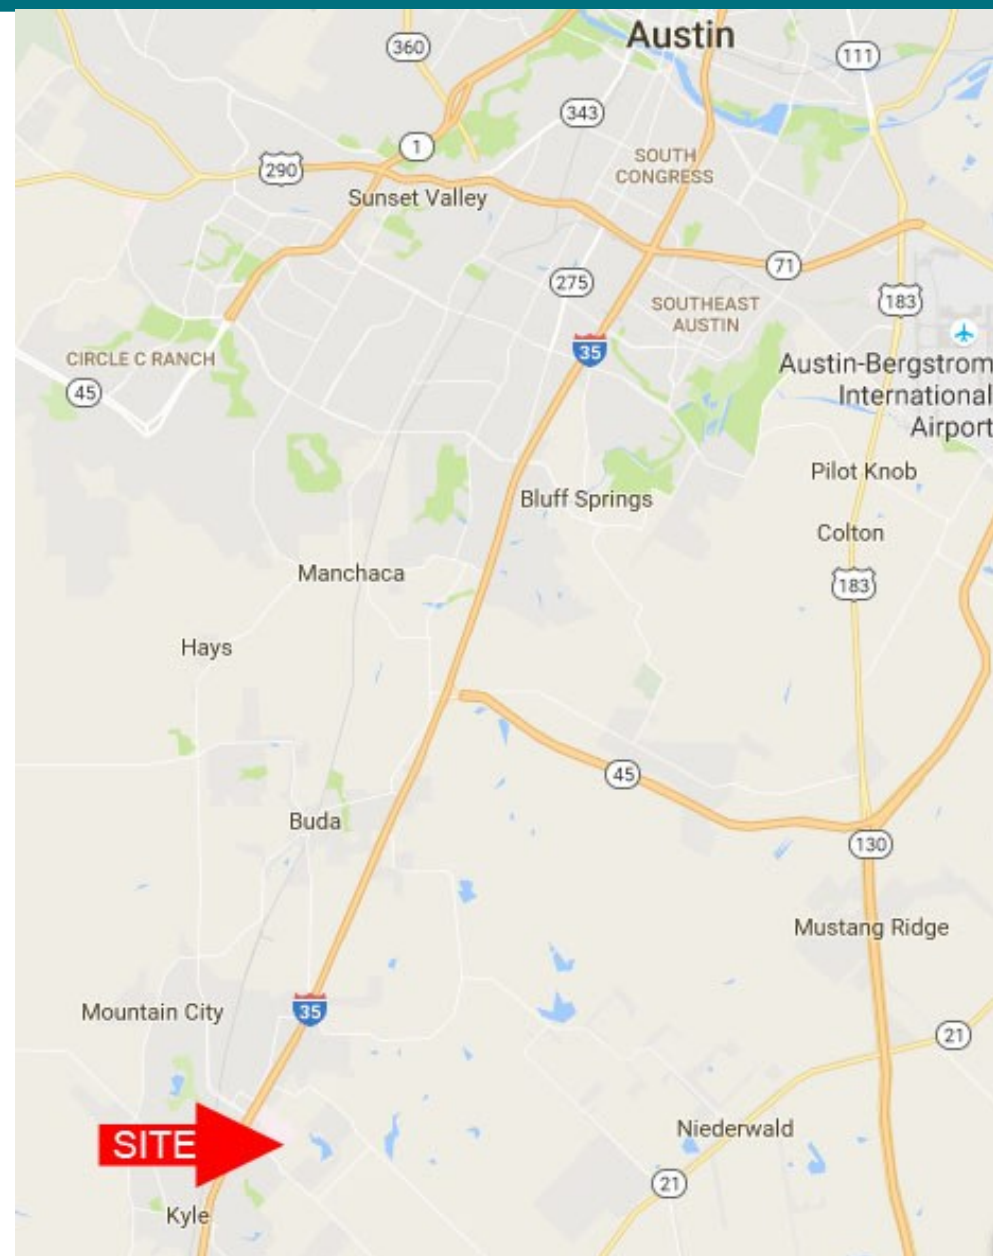 Austin
360
111
343
1
SOUTH
CONGRESS
290
Sunset Valley
71
275
183
SOUTHEAST
AUSTIN
35
CIRCLE C RANCH
Austin-Bergstrom
International
Airport
45
Pilot Knob
Bluff Springs
Colton
Manchaca
183
Hays
45
Buda
130
Mustang Ridge
Mountain City
35
21
Niederwald
SITE
21
Kyle